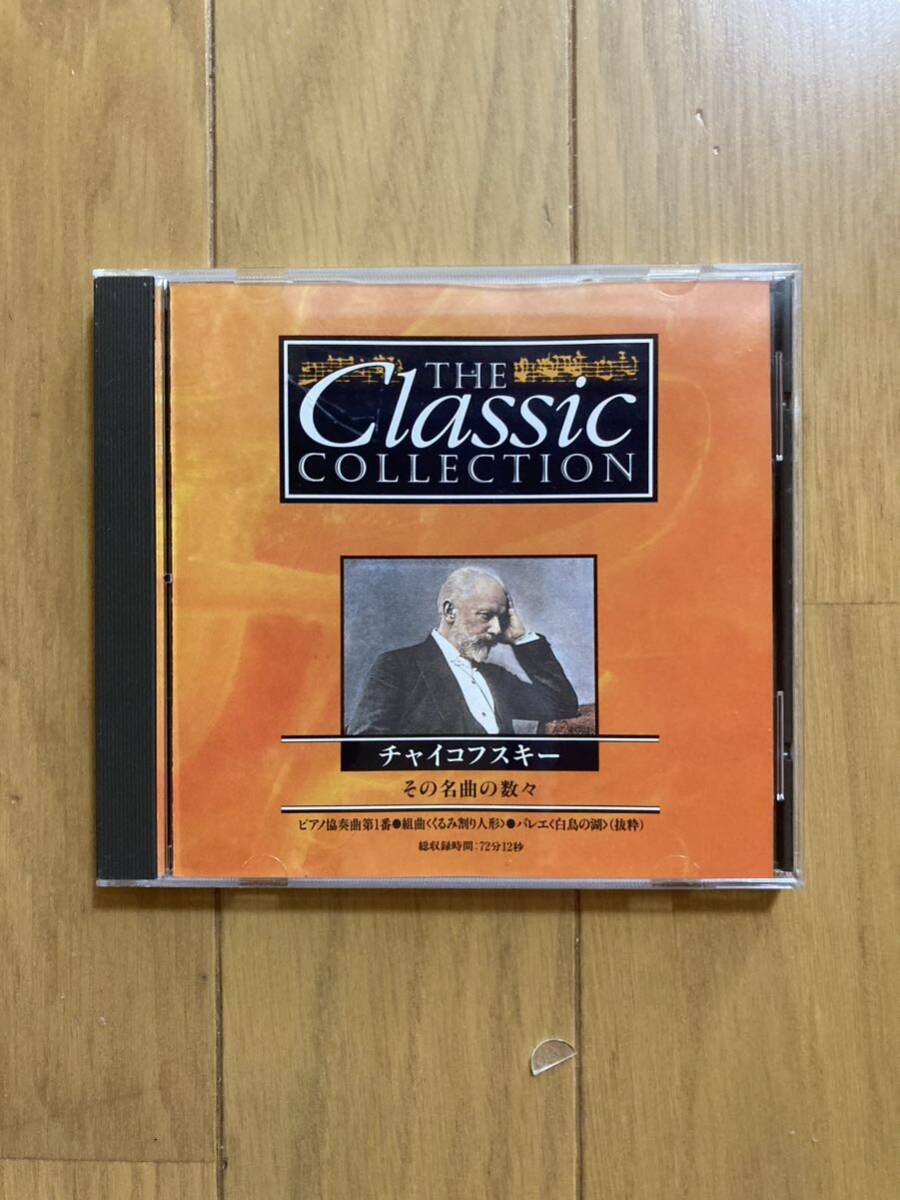 THE
Classic
COLLECTION
チャイコフスキー
その名曲の数々
ピアノ協奏曲第1番●組曲〈くるみ割り人形〉●バレエ〈白鳥の湖〉（抜粋）
総収録時間：72分12秒